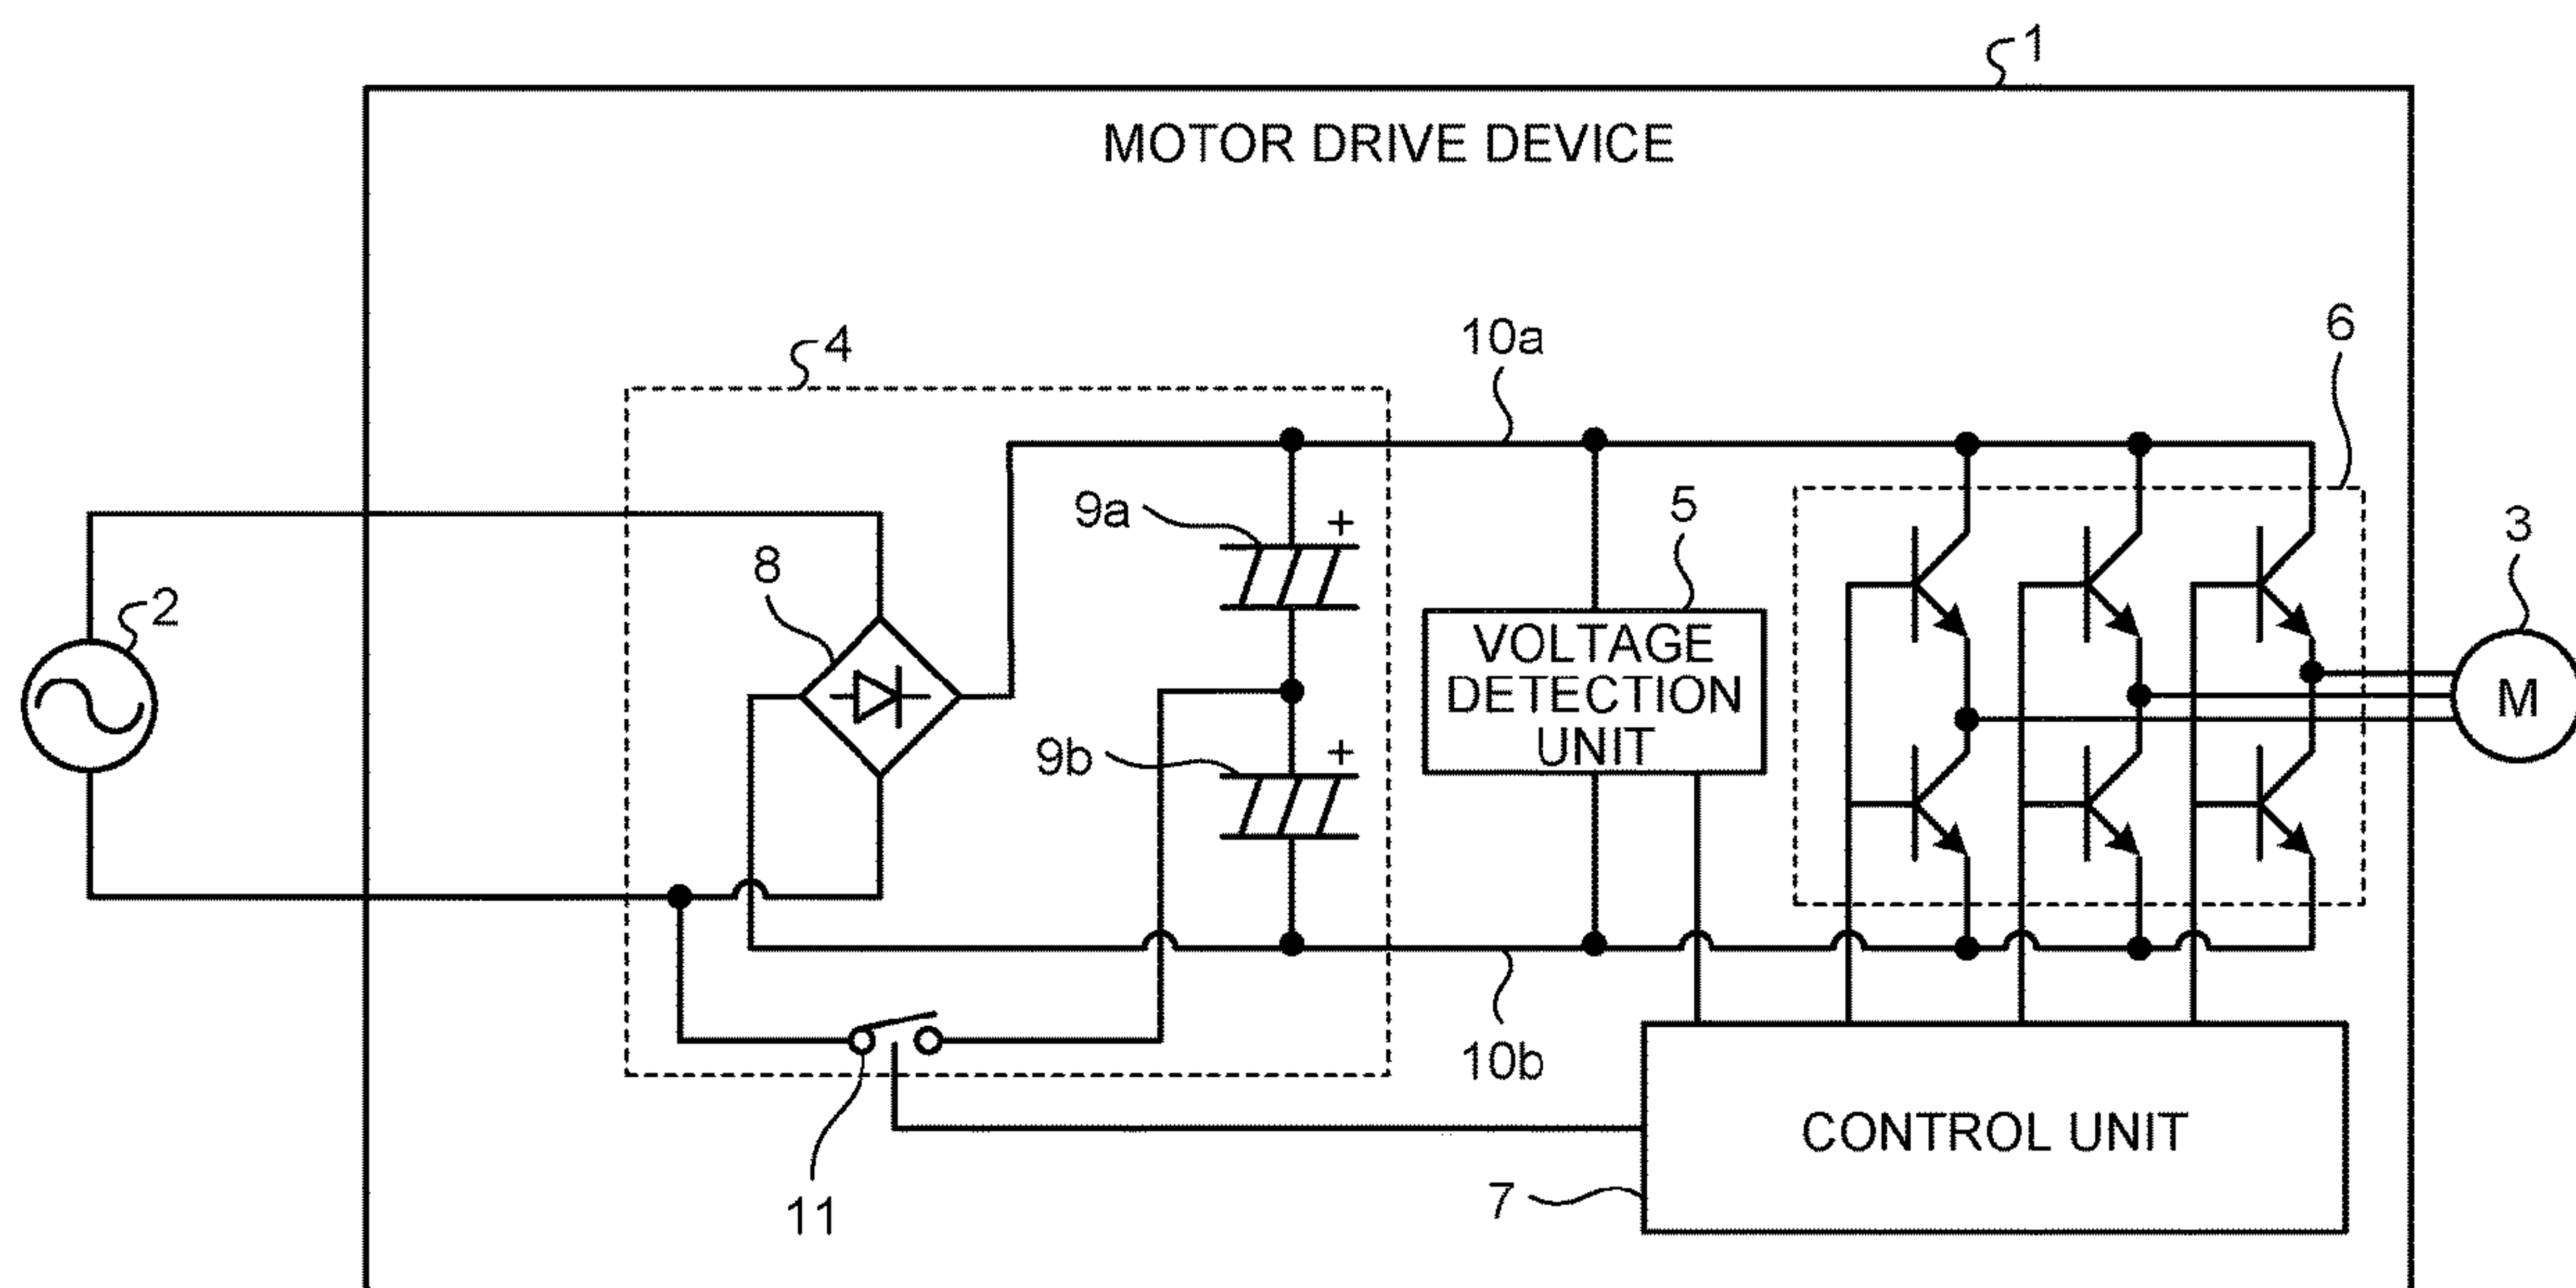 1
MOTOR DRIVE DEVICE
4
10a
6
9a
+
5
3
8
2
VOLTAGE
DETECTION
UNIT
M
9b
+
10b
CONTROL UNIT
7
11